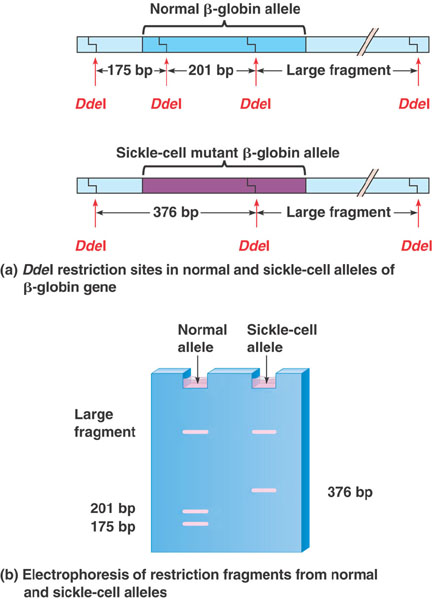 Normal β-globin allele
175 bp
201 bp
Large fragment
DdeI
DdeI
DdeI
DdeI
Sickle-cell mutant β-globin allele
376 bp
Large fragment
DdeI
DdeI
DdeI
(a) DdeI restriction sites in normal and sickle-cell alleles of
β-globin gene
Normal
allele
Sickle-cell
allele
Large
fragment
376 bp
201 bp
175 bp
(b) Electrophoresis of restriction fragments from normal
and sickle-cell alleles